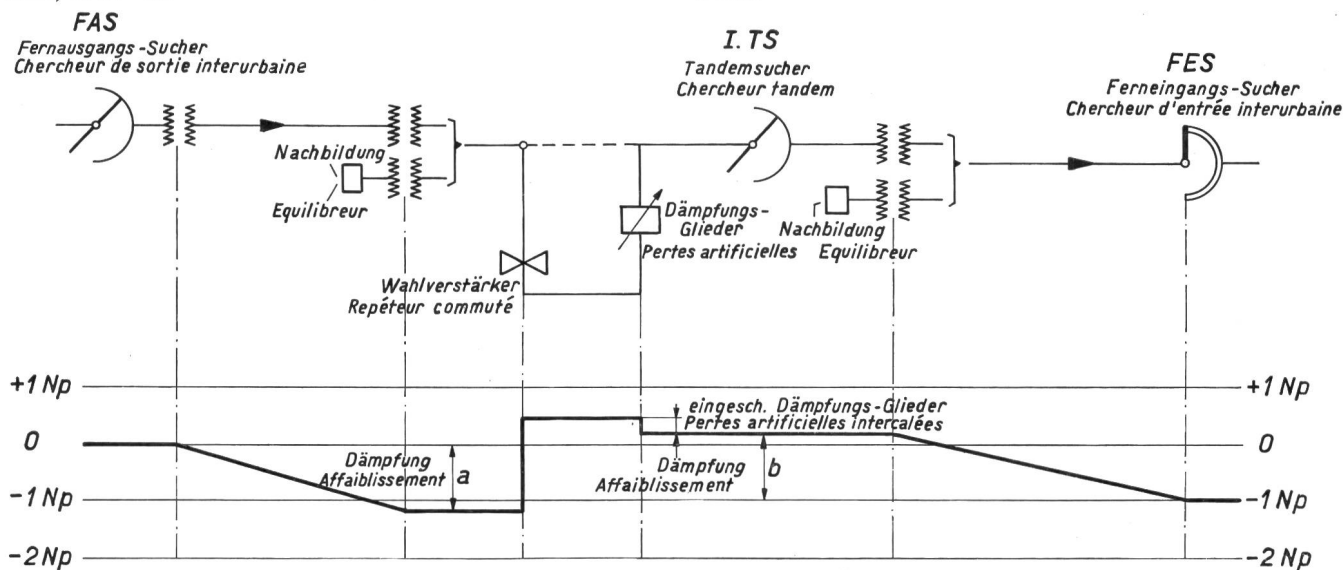 FAS
Fernausgangs-Sucher
Chercheur de sortie interurbaine
I. TS
Tandemsucher
Chercheur tandem
FES
Ferneingangs-Sucher
Chercheur d'entrée interurbaine
Nachbildung
Equilibreur
Dämpfungs-
Glieder
Pertes artificielles
Nachbildung
Equilibreur
Wahlverstärker
Repéteur commuté
+1 Np
+1 Np
eingesch. Dämpfungs-Glieder
Pertes artificielles intercalées
0
0
Dämpfung
Affaiblissement
a
Dämpfung
Affaiblissement
b
-1 Np
-1 Np
-2 Np
-2 Np